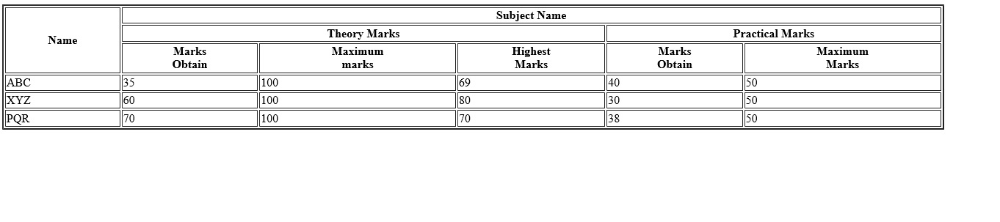 Subject Name
Name
Theory Marks
Practical Marks
Marks
Obtain
Maximum
marks
Highest
Marks
Marks
Obtain
Maximum
Marks
ABC 35 100 69 40 50
XYZ 60 100 80 30 50
PQR 70 100 70 38 50